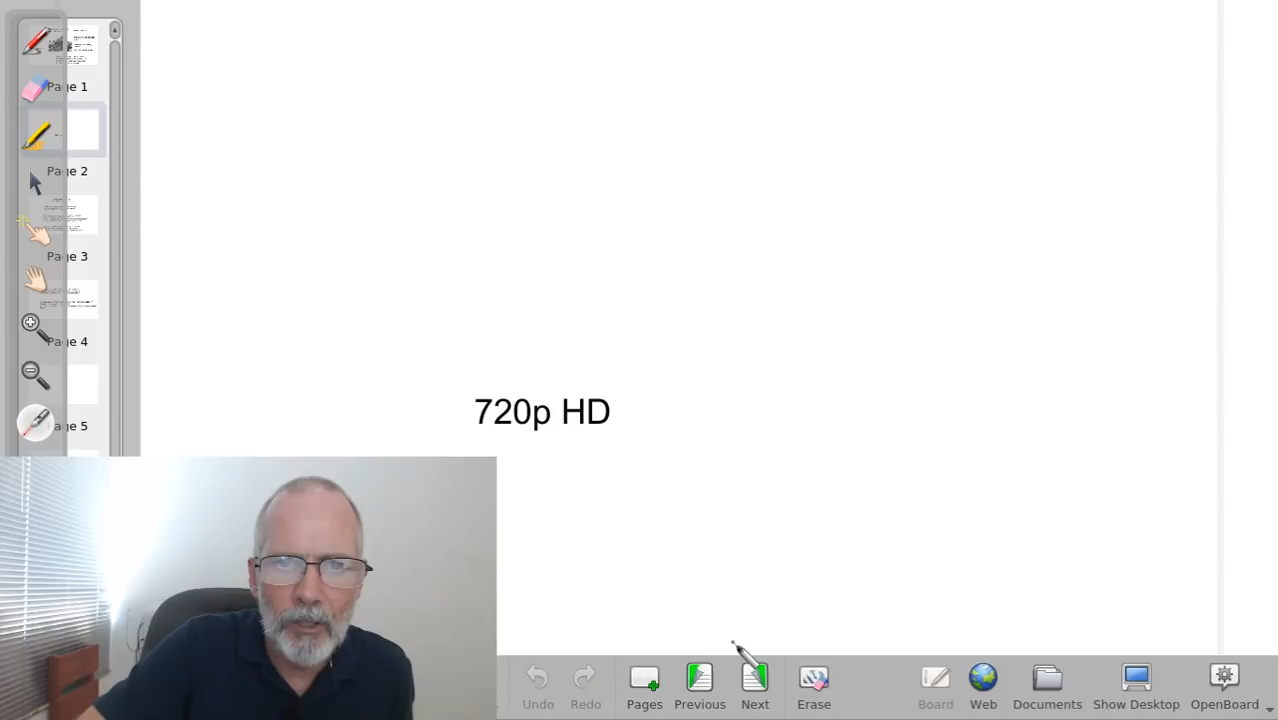 Page 1
Page 2
Page 3
Page 4
Page 5
720p HD
Undo
Redo
Pages
Previous
Next
Erase
Board
Web
Documents
Show Desktop
OpenBoard